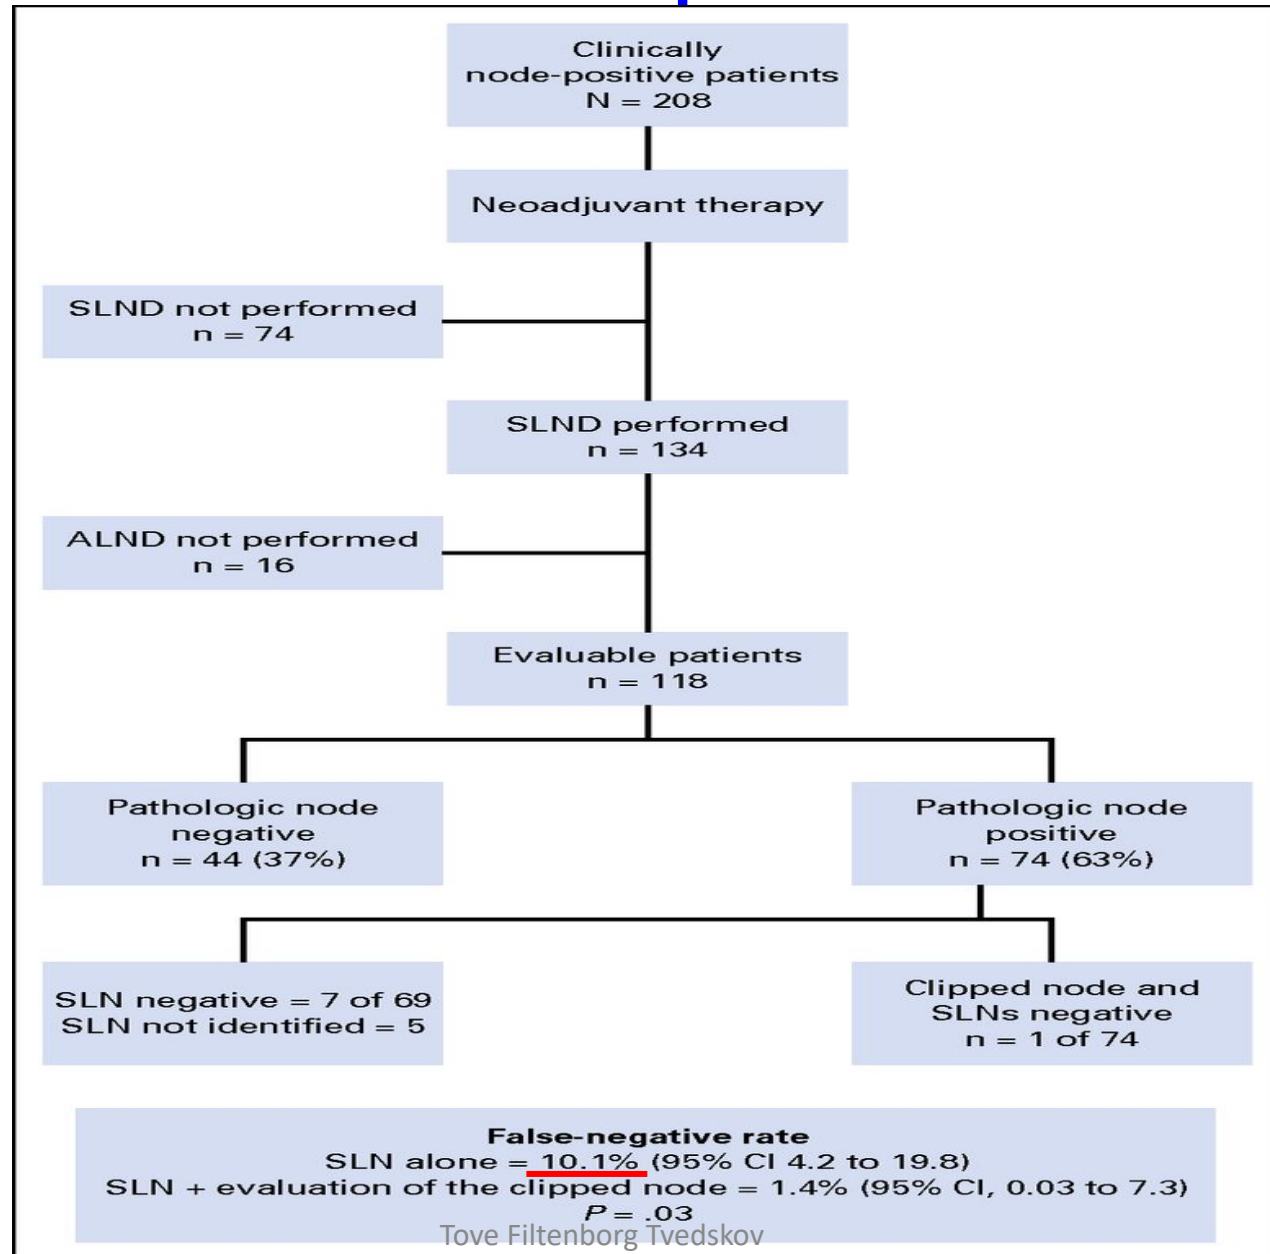 Clinically
node-positive patients
N = 208
Neoadjuvant therapy
SLND not performed
n = 74
SLND performed
n = 134
ALND not performed
n = 16
Evaluable patients
n = 118
Pathologic node
negative
n = 44 (37%)
Pathologic node
positive
n = 74 (63%)
SLN negative = 7 of 69
SLN not identified = 5
Clipped node and
SLNs negative
n = 1 of 74
False-negative rate
SLN alone = 10.1% (95% CI 4.2 to 19.8)
SLN + evaluation of the clipped node = 1.4% (95% CI, 0.03 to 7.3)
P = .03
Tove Filtenborg Tvedskov